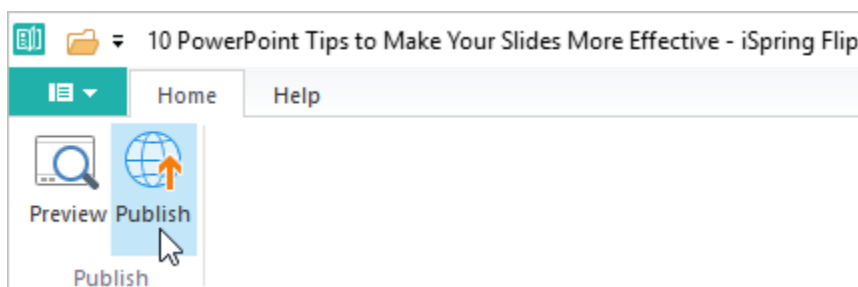 10 PowerPoint Tips to Make Your Slides More Effective - iSpring Flip
Home Help
Preview Publish
Publish